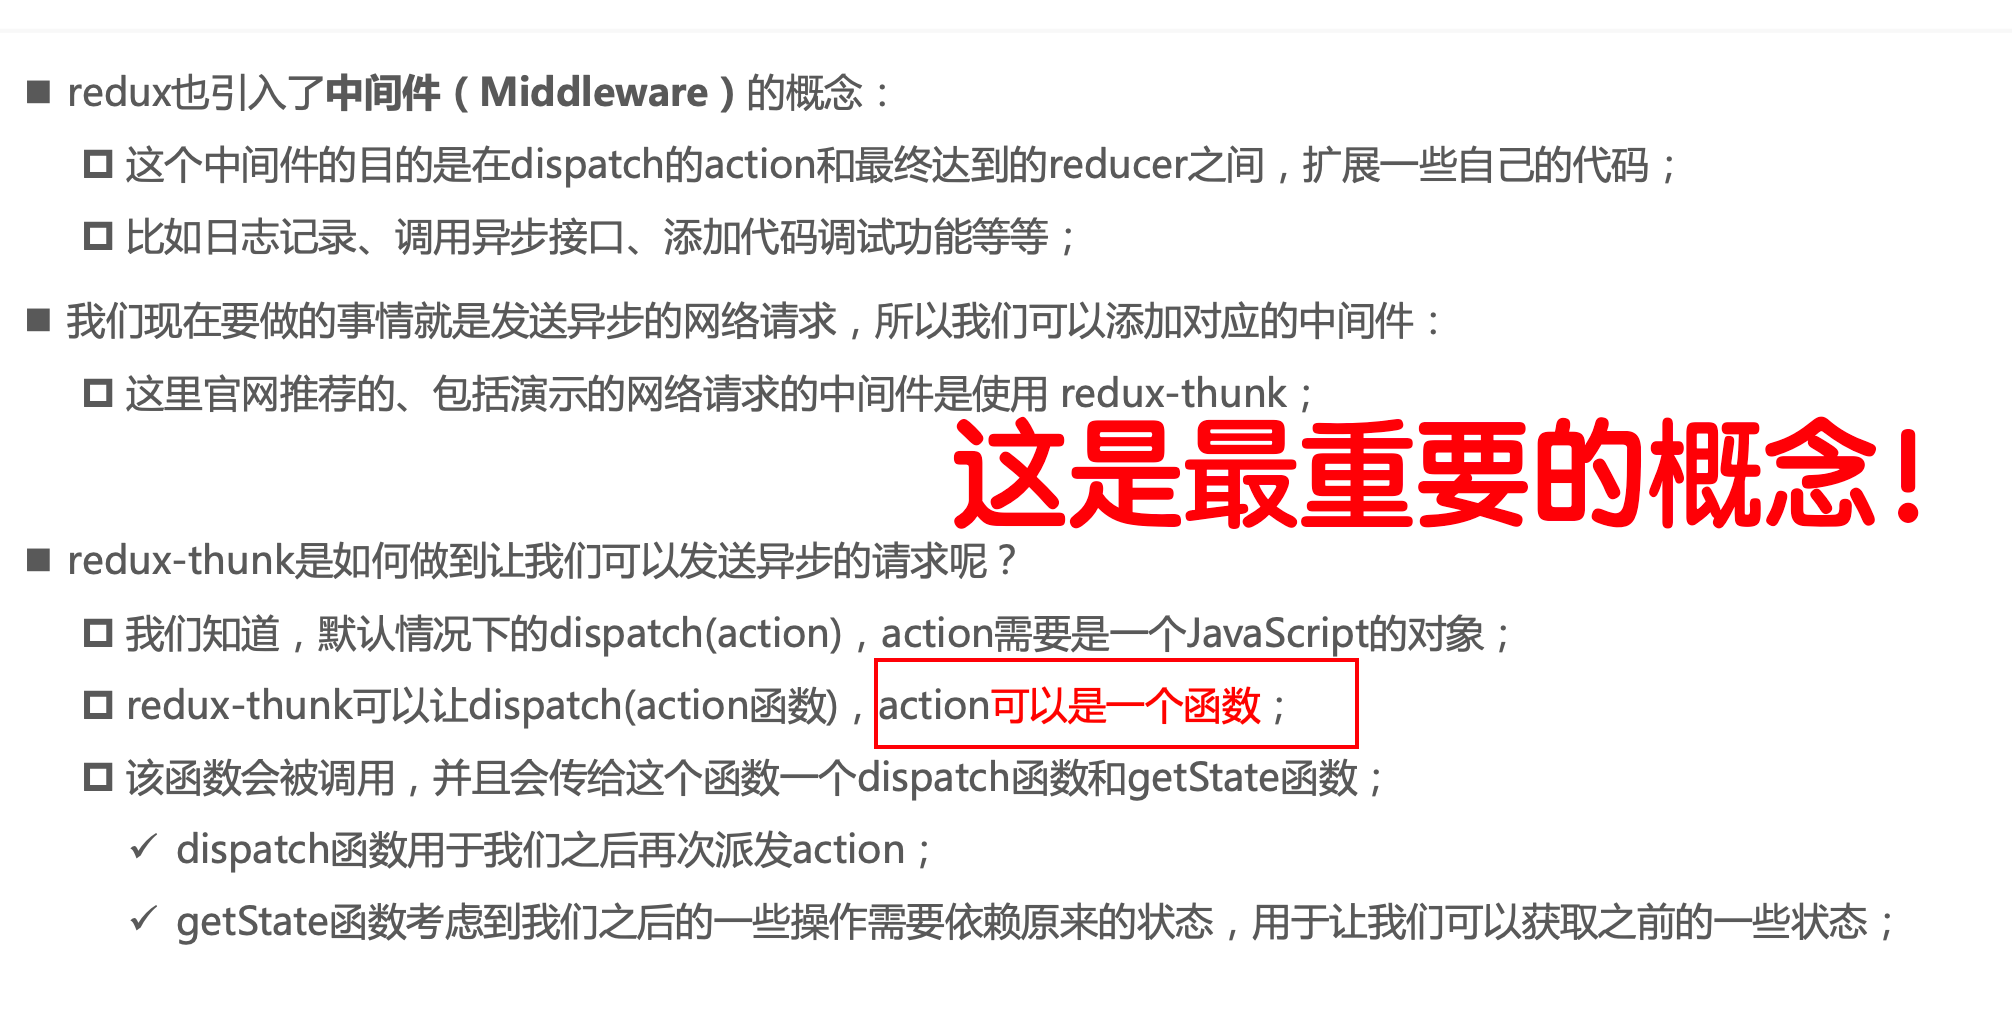 redux也引入了中间件（Middleware）的概念：
这个中间件的目的是在dispatch的action和最终达到的reducer之间，扩展一些自己的代码；
比如日志记录、调用异步接口、添加代码调试功能等等；
我们现在要做的事情就是发送异步的网络请求，所以我们可以添加对应的中间件：
这里官网推荐的、包括演示的网络请求的中间件是使用 redux-thunk；
这是最重要的概念！
redux-thunk是如何做到让我们可以发送异步的请求呢？
我们知道，默认情况下的dispatch(action)，action需要是一个JavaScript的对象；
redux-thunk可以让dispatch(action函数)，action可以是一个函数；
该函数会被调用，并且会传给这个函数一个dispatch函数和getState函数；
✓ dispatch函数用于我们之后再次派发action；
✓ getState函数考虑到我们之后的一些操作需要依赖原来的状态，用于让我们可以获取之前的一些状态；